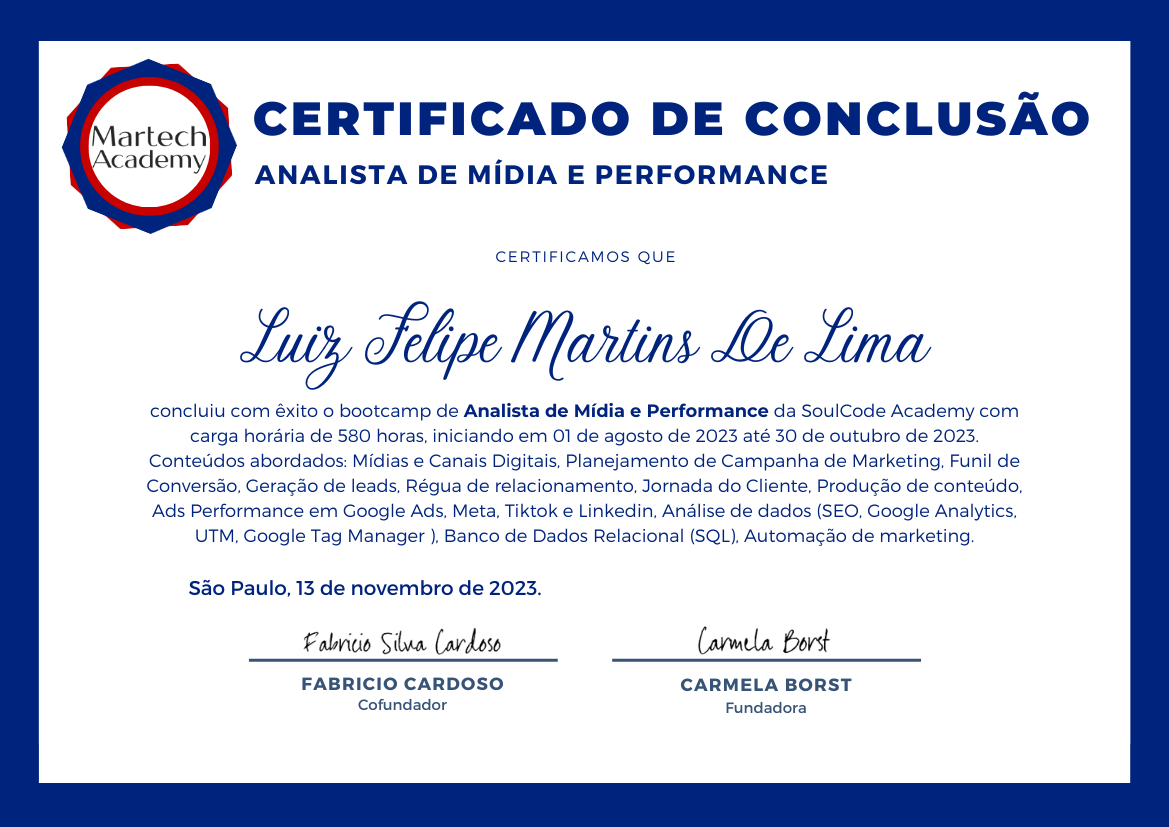 Martech
Academy
CERTIFICADO DE CONCLUSÃO
ANALISTA DE MÍDIA E PERFORMANCE
CERTIFICAMOS QUE
Luiz Felipe Martins De Lima
concluiu com êxito o bootcamp de Analista de Mídia e Performance da SoulCode Academy com
carga horária de 580 horas, iniciando em 01 de agosto de 2023 até 30 de outubro de 2023.
Conteúdos abordados: Mídias e Canais Digitais, Planejamento de Campanha de Marketing, Funil de
Conversão, Geração de leads, Régua de relacionamento, Jornada do Cliente, Produção de conteúdo,
Ads Performance em Google Ads, Meta, Tiktok e Linkedin, Análise de dados (SEO, Google Analytics,
UTM, Google Tag Manager ), Banco de Dados Relacional (SQL), Automação de marketing.
São Paulo, 13 de novembro de 2023.
Fabricio Silva Cardoso
Carmela Borst
FABRICIO CARDOSO
CARMELA BORST
Cofundador
Fundadora